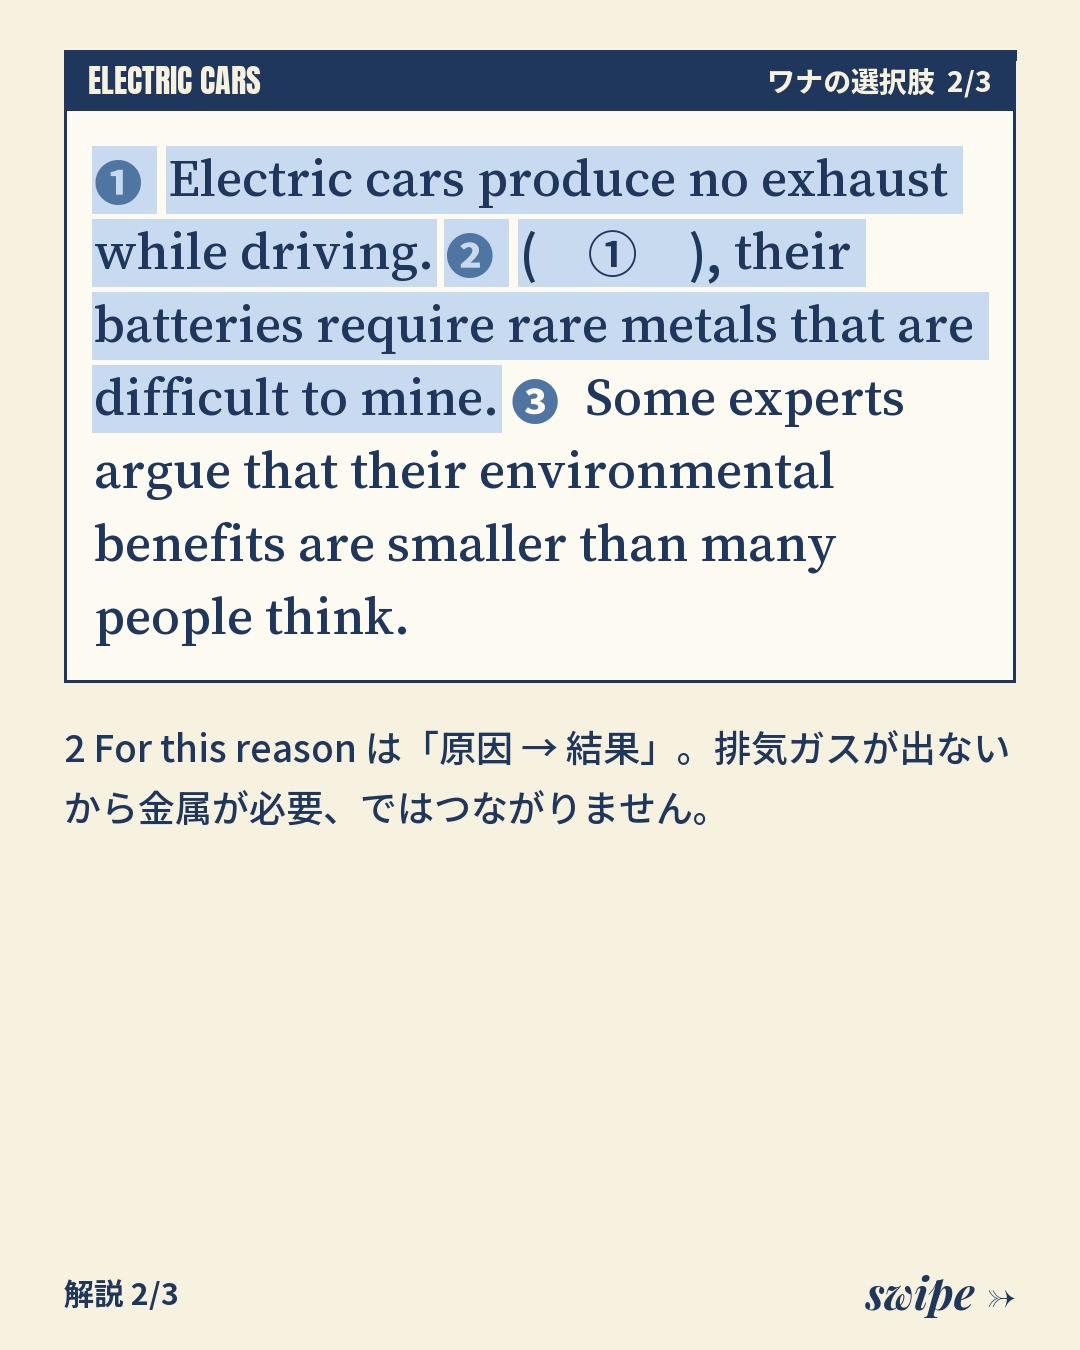 ELECTRIC CARS
ワナの選択肢 2/3
❶ Electric cars produce no exhaust
while driving. ❷ ( ① ), their
batteries require rare metals that are
difficult to mine. ❸ Some experts
argue that their environmental
benefits are smaller than many
people think.
2 For this reason は「原因 → 結果」。排気ガスが出ない
から金属が必要、ではつながりません。
解説 2/3
swipe